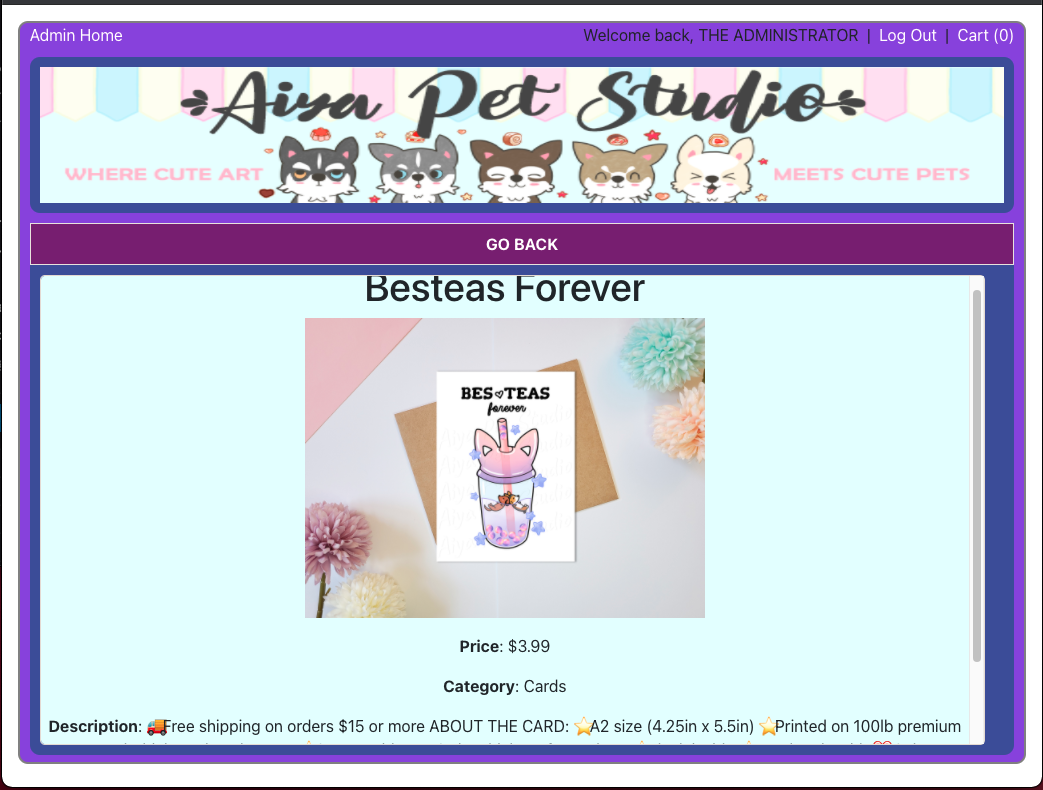 Admin Home
Welcome back, THE ADMINISTRATOR | Log Out | Cart (0)
Aiya Pet Studio
WHERE CUTE ART
MEETS CUTE PETS
GO BACK
Besteas Forever
BES♡TEAS
forever
Price: $3.99
Category: Cards
Description: 🚚Free shipping on orders $15 or more ABOUT THE CARD: ⭐A2 size (4.25in x 5.5in) ⭐Printed on 100lb premium